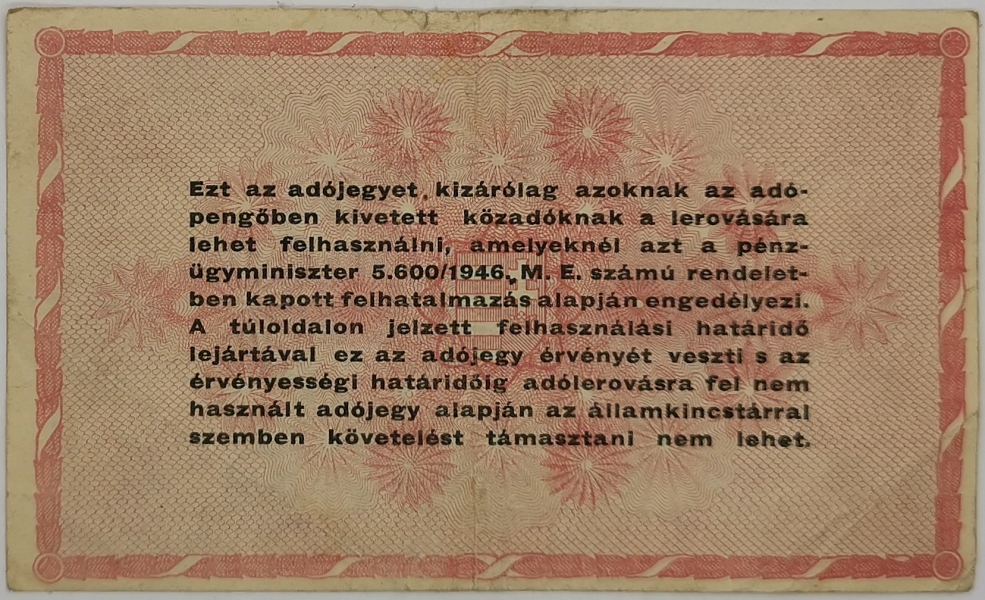 Ezt az adójegyet kizárólag azoknak az adó-
pengőben kivetett közadóknak a lerovására
lehet felhasználni, amelyeknél azt a pénz-
ügyminiszter 5.600/1946. M. E. számú rendelet-
ben kapott felhatalmazás alapján engedélyezi.
A túloldalon jelzett felhasználási határidő
lejártával ez az adójegy érvényét veszti s az
érvényességi határidőig adólerovásra fel nem
használt adójegy alapján az államkincstárral
szemben követelést támasztani nem lehet.